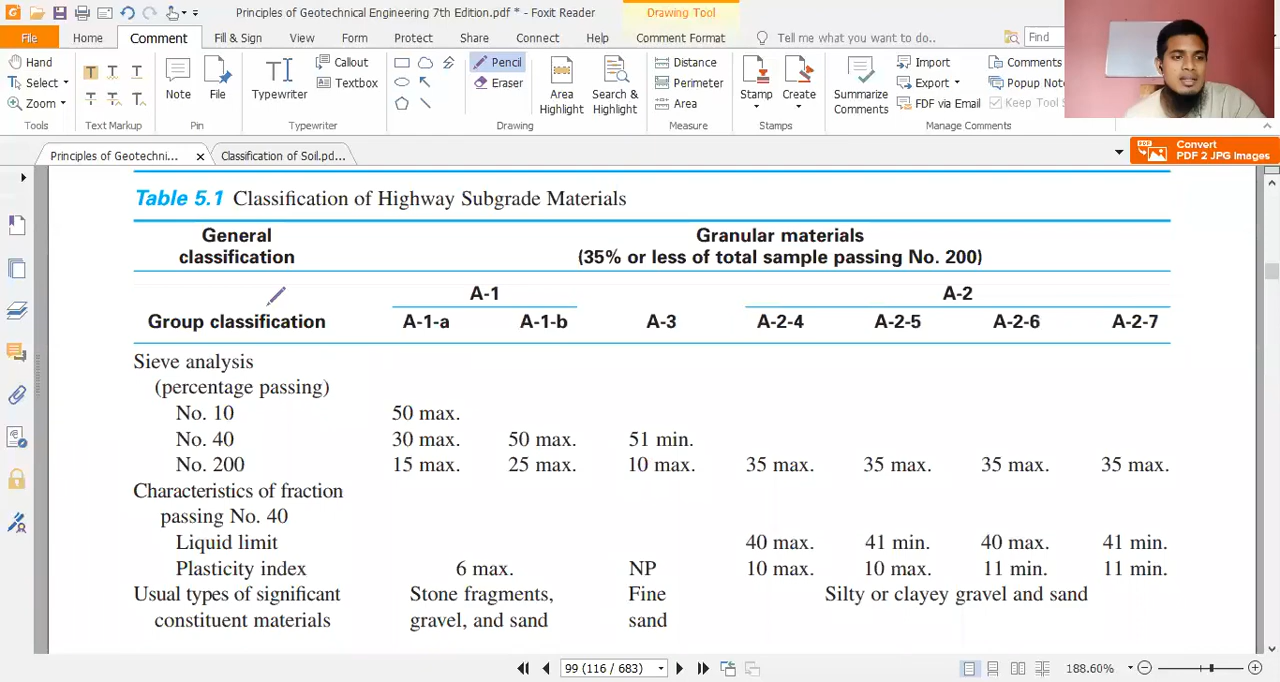 Principles of Geotechnical Engineering 7th Edition.pdf * - Foxit Reader
Drawing Tool
File Home Comment Fill & Sign View Form Protect Share Connect Help Comment Format Tell me what you want to do.. Find
Hand
Select
Zoom
Tools
Text Markup
Note
File
Pin
Typewriter
Callout
Textbox
Typewriter
Pencil
Eraser
Area Highlight
Search & Highlight
Drawing
Distance
Perimeter
Area
Measure
Stamp
Create
Stamps
Summarize Comments
Import
Export
FDF via Email
Comments
Popup Note
Keep Tool S
Manage Comments
Principles of Geotechni...
Classification of Soil.pd...
Convert
PDF 2 JPG Images
Table 5.1 Classification of Highway Subgrade Materials
General classification
Granular materials
(35% or less of total sample passing No. 200)
A-1 A-2
Group classification A-1-a A-1-b A-3 A-2-4 A-2-5 A-2-6 A-2-7
Sieve analysis
(percentage passing)
No. 10 50 max.
No. 40 30 max. 50 max. 51 min.
No. 200 15 max. 25 max. 10 max. 35 max. 35 max. 35 max. 35 max.
Characteristics of fraction
passing No. 40
Liquid limit 40 max. 41 min. 40 max. 41 min.
Plasticity index 6 max. NP 10 max. 10 max. 11 min. 11 min.
Usual types of significant Stone fragments, Fine Silty or clayey gravel and sand
constituent materials gravel, and sand sand
99 (116 / 683)
188.60%